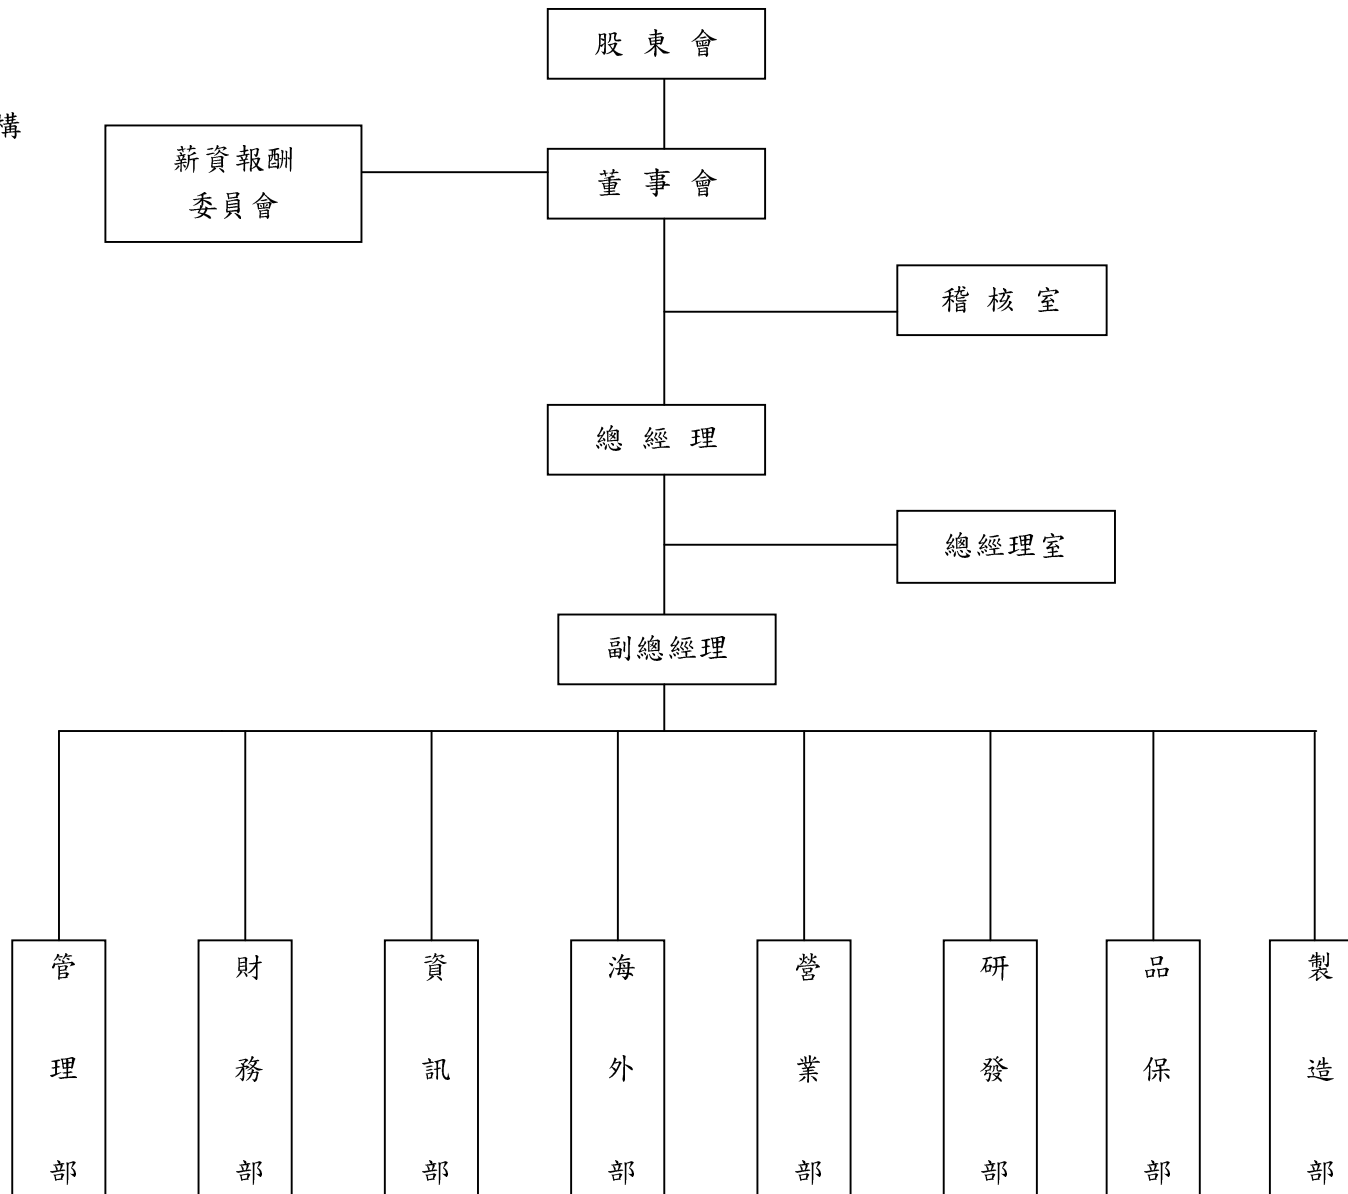 股東會
構
薪資報酬
委員會
董事會
稽核室
總經理
總經理室
副總經理
管理部
財務部
資訊部
海外部
營業部
研發部
品保部
製造部